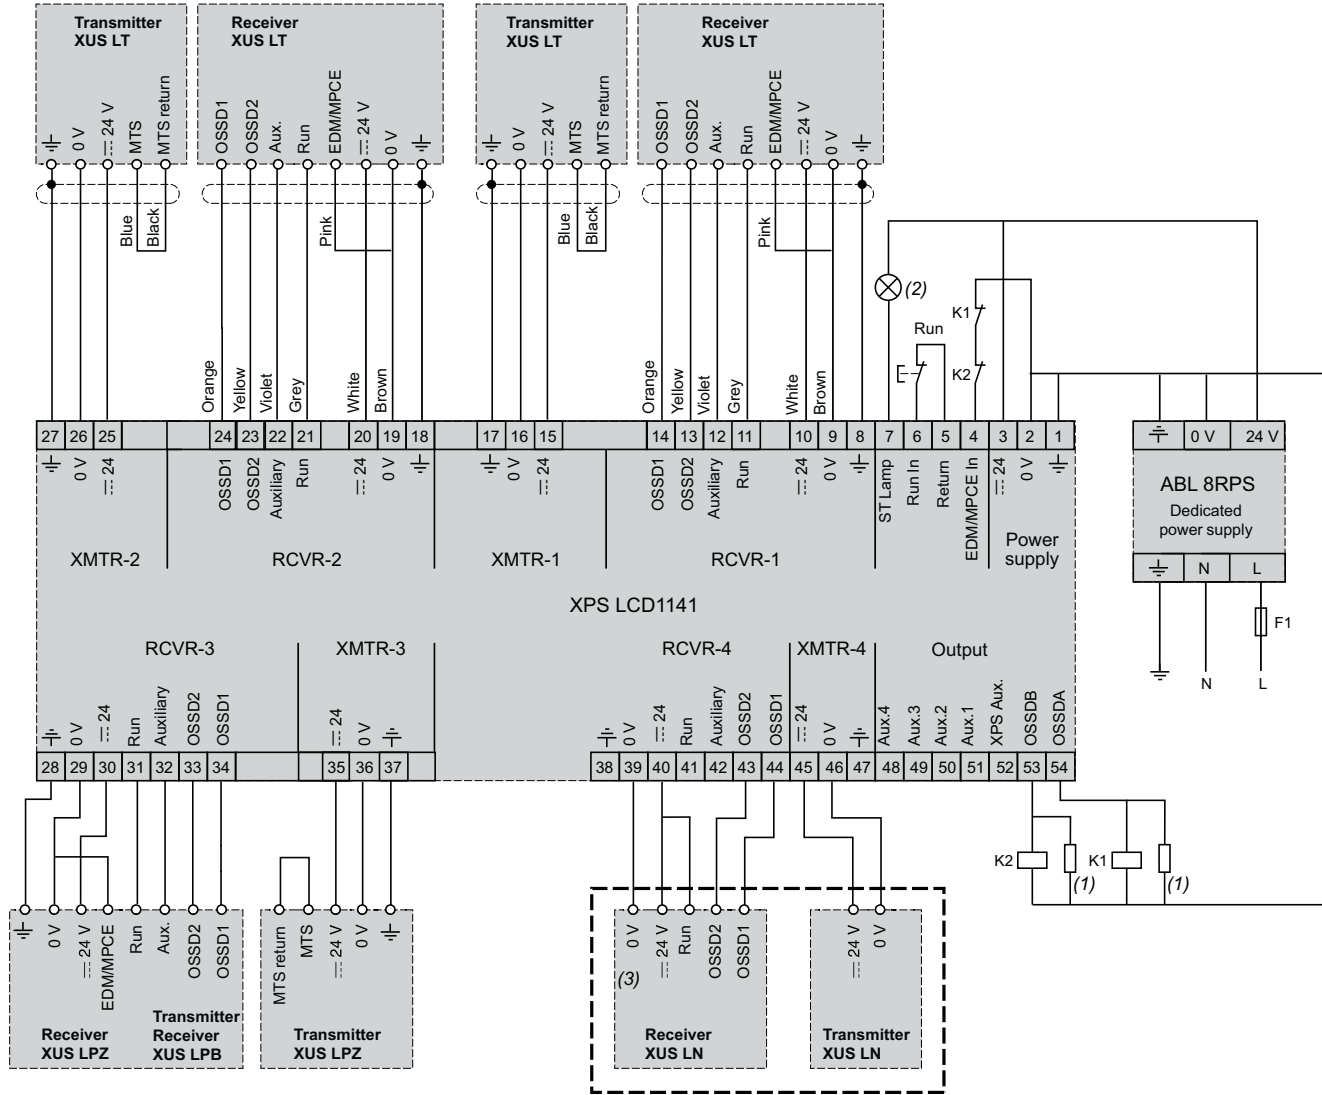 Transmitter
XUS LT
Receiver
XUS LT
Transmitter
XUS LT
Receiver
XUS LT
0 V
24 V
MTS
MTS return
OSSD1
OSSD2
Aux.
Run
EDM/MPCE
24 V
0 V
0 V
24 V
MTS
MTS return
OSSD1
OSSD2
Aux.
Run
EDM/MPCE
24 V
0 V
Blue
Black
Pink
Blue
Black
Pink
(2)
K1
Run
K2
Orange
Yellow
Violet
Grey
White
Brown
Orange
Yellow
Violet
Grey
White
Brown
27 26 25 24 23 22 21 20 19 18 17 16 15 14 13 12 11 10 9 8 7 6 5 4 3 2 1
0 V
24
OSSD1
OSSD2
Auxiliary
Run
24
0 V
0 V
24
OSSD1
OSSD2
Auxiliary
Run
24
0 V
ST Lamp
Run In
Return
EDM/MPCE In
24
0 V
XMTR-2
RCVR-2
XMTR-1
RCVR-1
Power
supply
0 V
24 V
ABL 8RPS
Dedicated
power supply
N
L
F1
N
L
XPS LCD1141
RCVR-3
XMTR-3
RCVR-4
XMTR-4
Output
0 V
24
Run
Auxiliary
OSSD2
OSSD1
24
0 V
0 V
24
Run
Auxiliary
OSSD2
OSSD1
24
0 V
Aux.4
Aux.3
Aux.2
Aux.1
XPS Aux.
OSSDB
OSSDA
28 29 30 31 32 33 34 35 36 37 38 39 40 41 42 43 44 45 46 47 48 49 50 51 52 53 54
K2
(1)
K1
(1)
0 V
24 V
EDM/MPCE
Run
Aux.
OSSD2
OSSD1
MTS return
MTS
24 V
0 V
0 V
(3)
24 V
Run
OSSD2
OSSD1
24 V
0 V
Receiver
XUS LPZ
Transmitter
Receiver
XUS LPB
Transmitter
XUS LPZ
Receiver
XUS LN
Transmitter
XUS LN